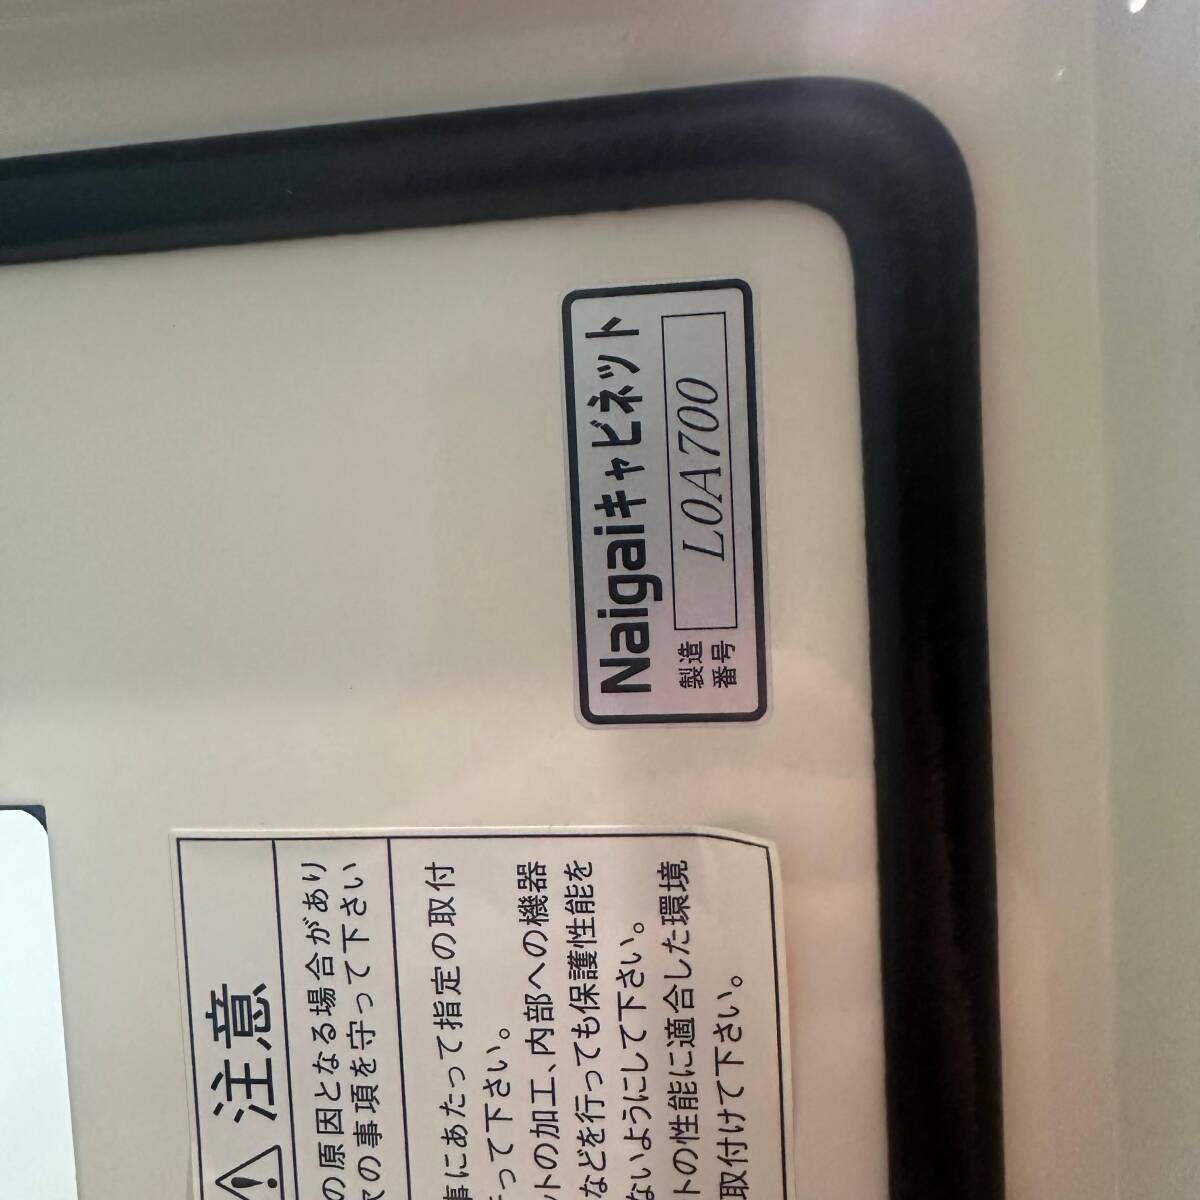 Naigaiキャビネット
製造
番号
L0A700
注意
の原因となる場合があり
次の事項を守って下さい
事にあたって指定の取付
って下さい。
ットの加工、内部への機器
などを行っても保護性能を
ないようにして下さい。
トの性能に適合した環境
取付けて下さい。